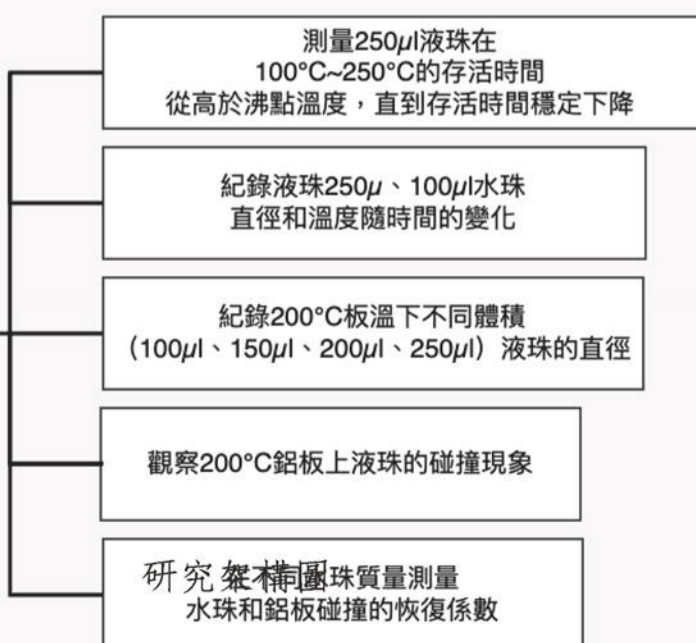 測量250µl液珠在
100°C~250°C的存活時間
從高於沸點溫度，直到存活時間穩定下降
紀錄液珠250µ、100µl水珠
直徑和溫度隨時間的變化
紀錄200°C板溫下不同體積
（100µl、150µl、200µl、250µl）液珠的直徑
觀察200°C鋁板上液珠的碰撞現象
研究架構圖
從不同水珠質量測量
水珠和鋁板碰撞的恢復係數